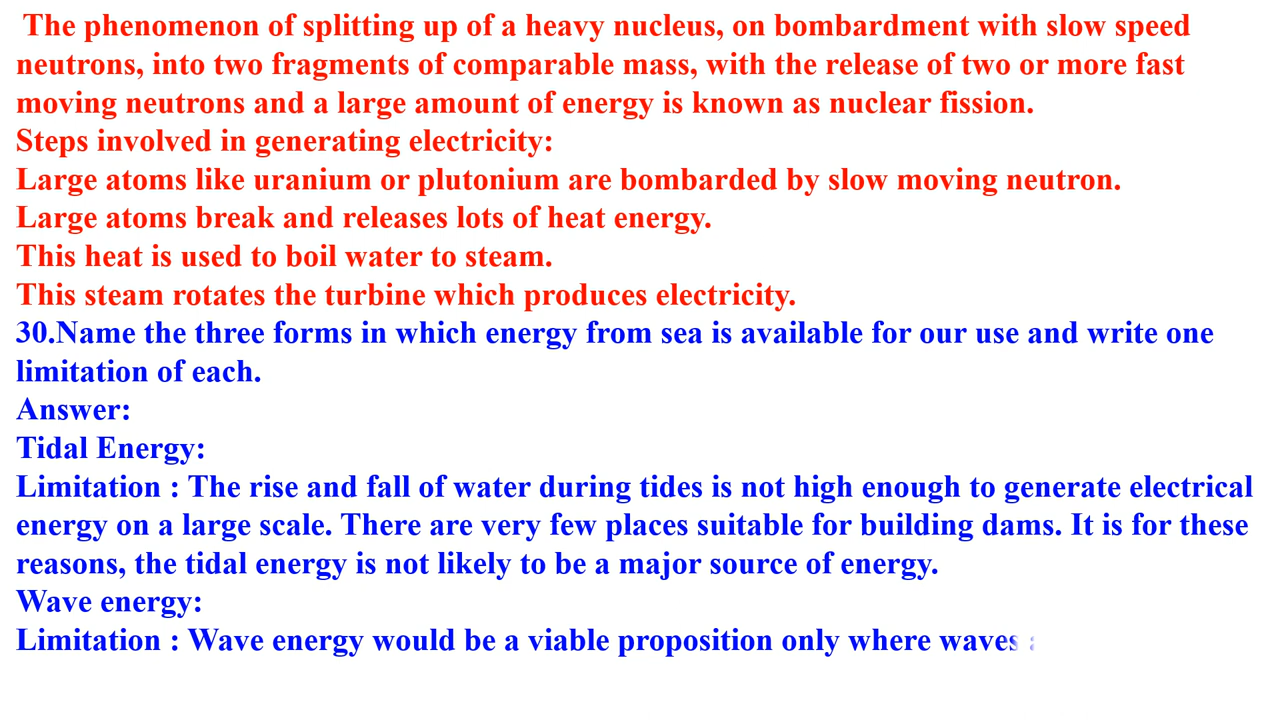 The phenomenon of splitting up of a heavy nucleus, on bombardment with slow speed
neutrons, into two fragments of comparable mass, with the release of two or more fast
moving neutrons and a large amount of energy is known as nuclear fission.
Steps involved in generating electricity:
Large atoms like uranium or plutonium are bombarded by slow moving neutron.
Large atoms break and releases lots of heat energy.
This heat is used to boil water to steam.
This steam rotates the turbine which produces electricity.
30.Name the three forms in which energy from sea is available for our use and write one
limitation of each.
Answer:
Tidal Energy:
Limitation : The rise and fall of water during tides is not high enough to generate electrical
energy on a large scale. There are very few places suitable for building dams. It is for these
reasons, the tidal energy is not likely to be a major source of energy.
Wave energy:
Limitation : Wave energy would be a viable proposition only where waves